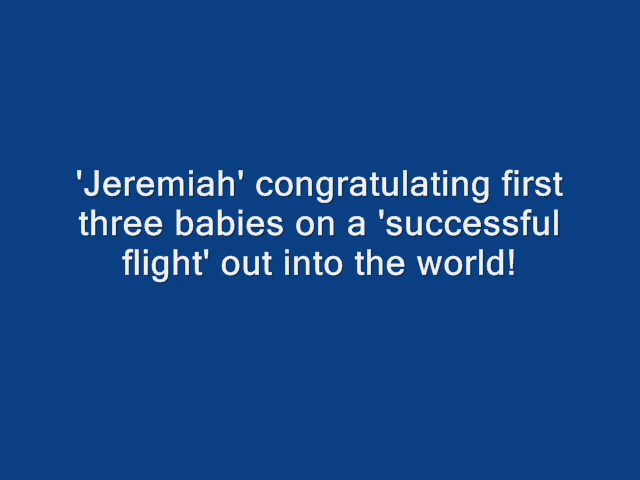 'Jeremiah' congratulating first
three babies on a 'successful
flight' out into the world!